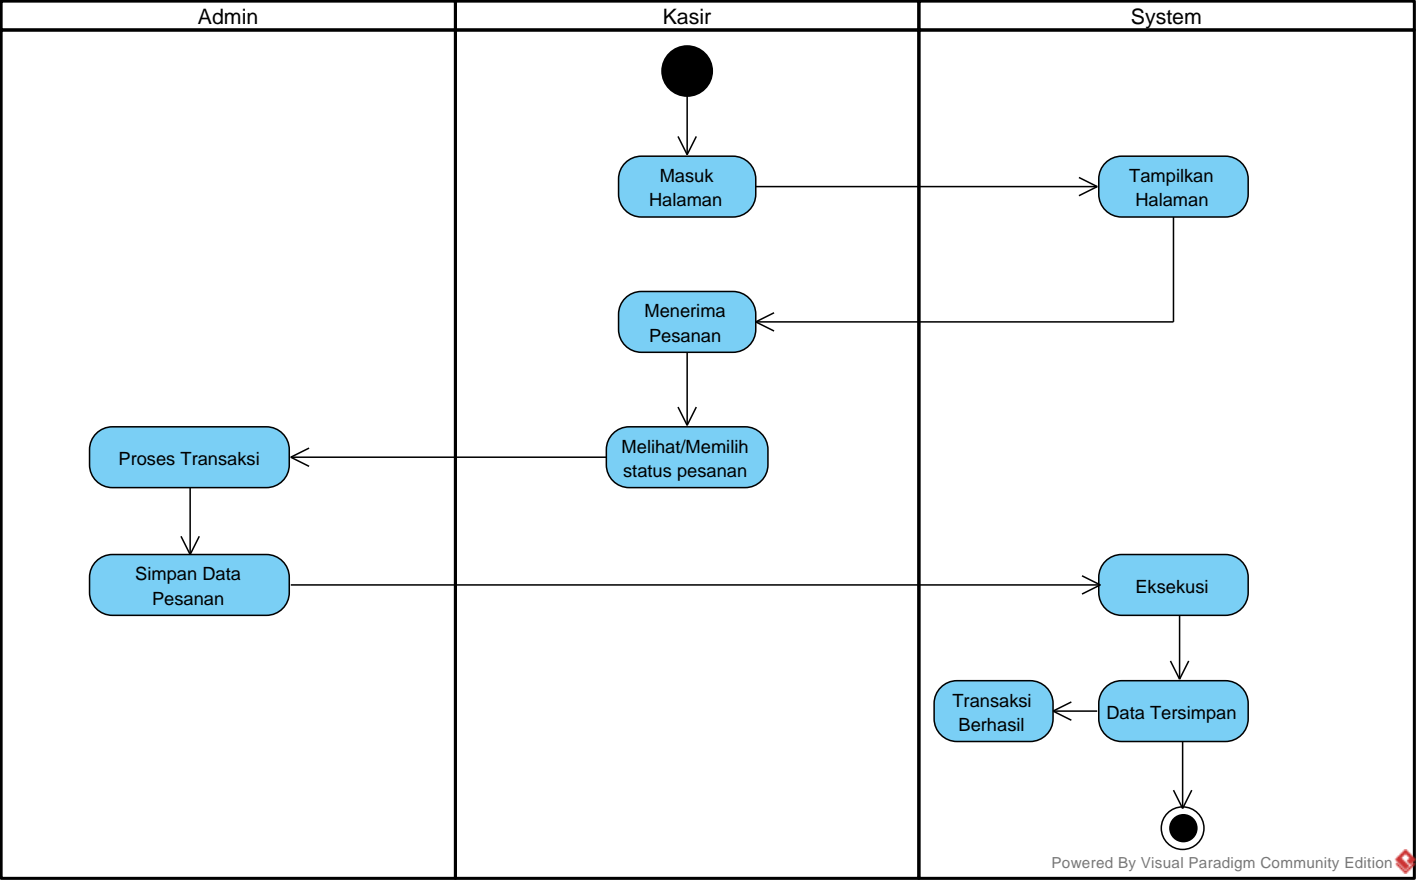 Admin
Kasir
System
Masuk
Halaman
Tampilkan
Halaman
Menerima
Pesanan
Proses Transaksi
Melihat/Memilih
status pesanan
Simpan Data
Pesanan
Eksekusi
Transaksi
Berhasil
Data Tersimpan
Powered By Visual Paradigm Community Edition